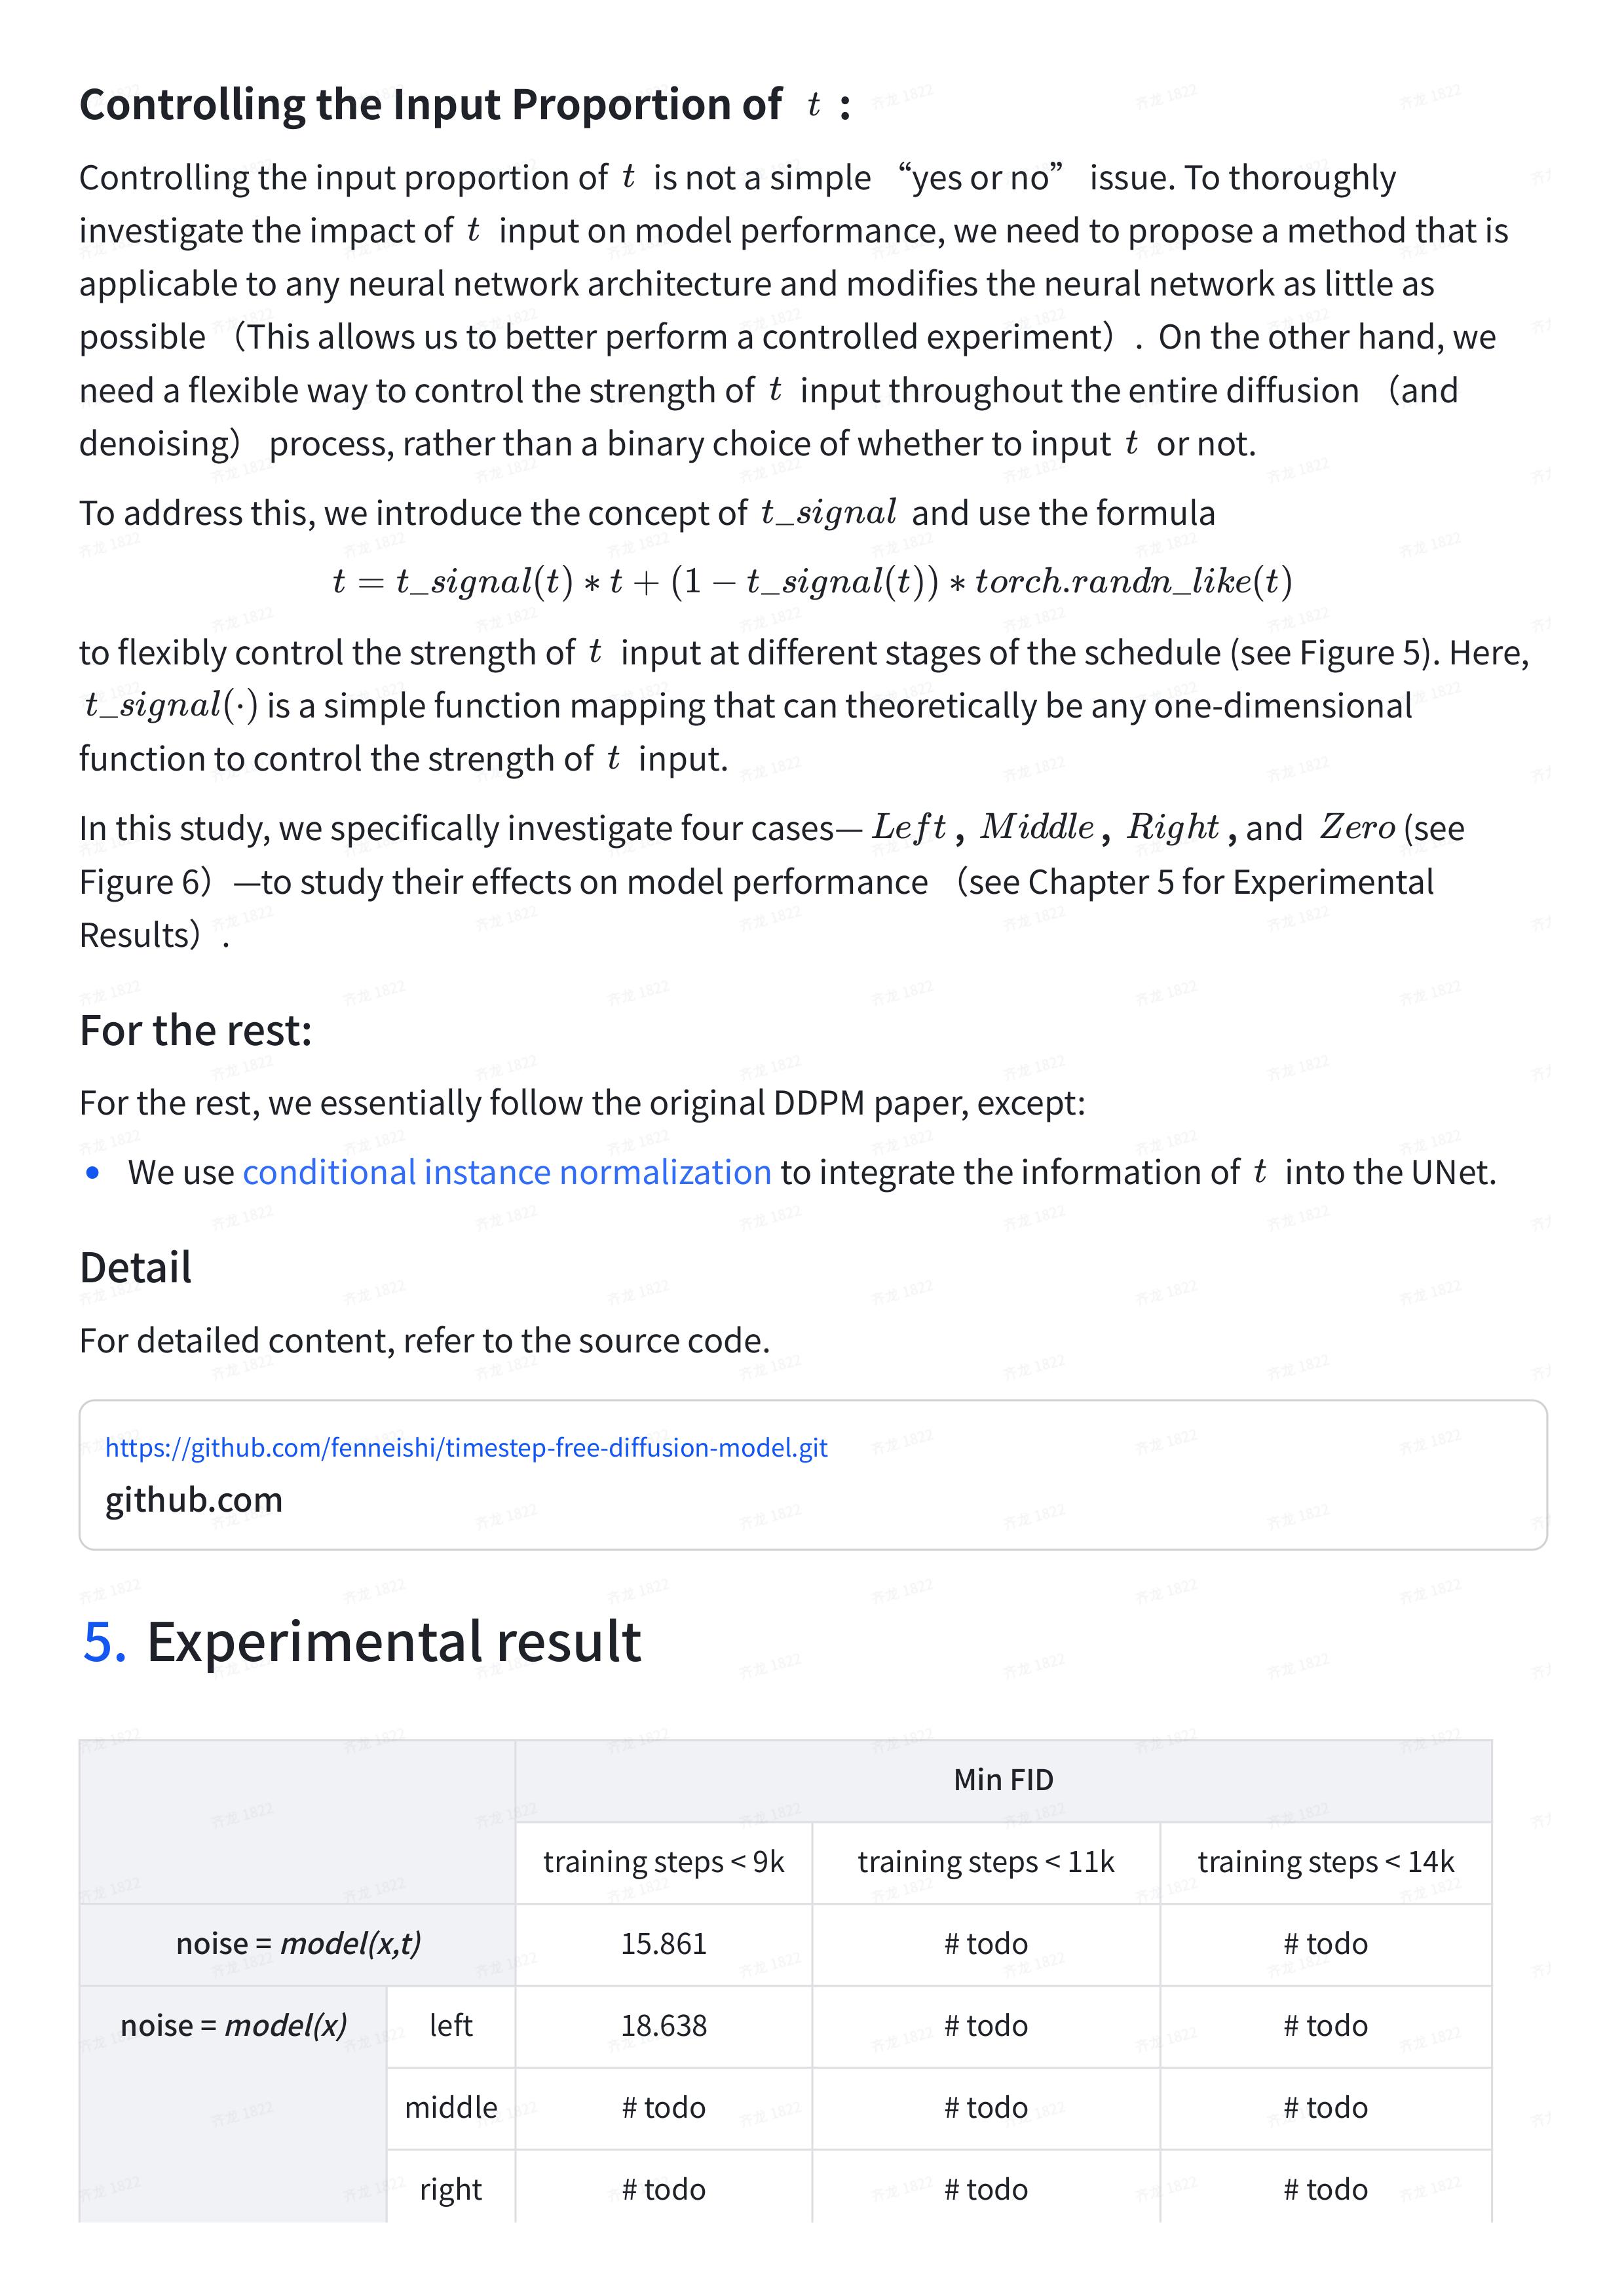 Controlling the Input Proportion of t :
Controlling the input proportion of t is not a simple “yes or no” issue. To thoroughly
investigate the impact of t input on model performance, we need to propose a method that is
applicable to any neural network architecture and modifies the neural network as little as
possible （This allows us to better perform a controlled experiment）. On the other hand, we
need a flexible way to control the strength of t input throughout the entire diffusion （and
denoising） process, rather than a binary choice of whether to input t or not.
To address this, we introduce the concept of t_signal and use the formula
t = t_signal(t) ∗ t + (1 − t_signal(t)) ∗ torch.randn_like(t)
to flexibly control the strength of t input at different stages of the schedule (see Figure 5). Here,
t_signal(·) is a simple function mapping that can theoretically be any one-dimensional
function to control the strength of t input.
In this study, we specifically investigate four cases— Left , Middle , Right , and Zero (see
Figure 6）—to study their effects on model performance （see Chapter 5 for Experimental
Results）.
For the rest:
For the rest, we essentially follow the original DDPM paper, except:
• We use conditional instance normalization to integrate the information of t into the UNet.
Detail
For detailed content, refer to the source code.
https://github.com/fenneishi/timestep-free-diffusion-model.git
github.com
5. Experimental result
Min FID
training steps < 9k training steps < 11k training steps < 14k
noise = model(x,t) 15.861 # todo # todo
noise = model(x) left 18.638 # todo # todo
middle # todo # todo # todo
right # todo # todo # todo
齐龙 1822